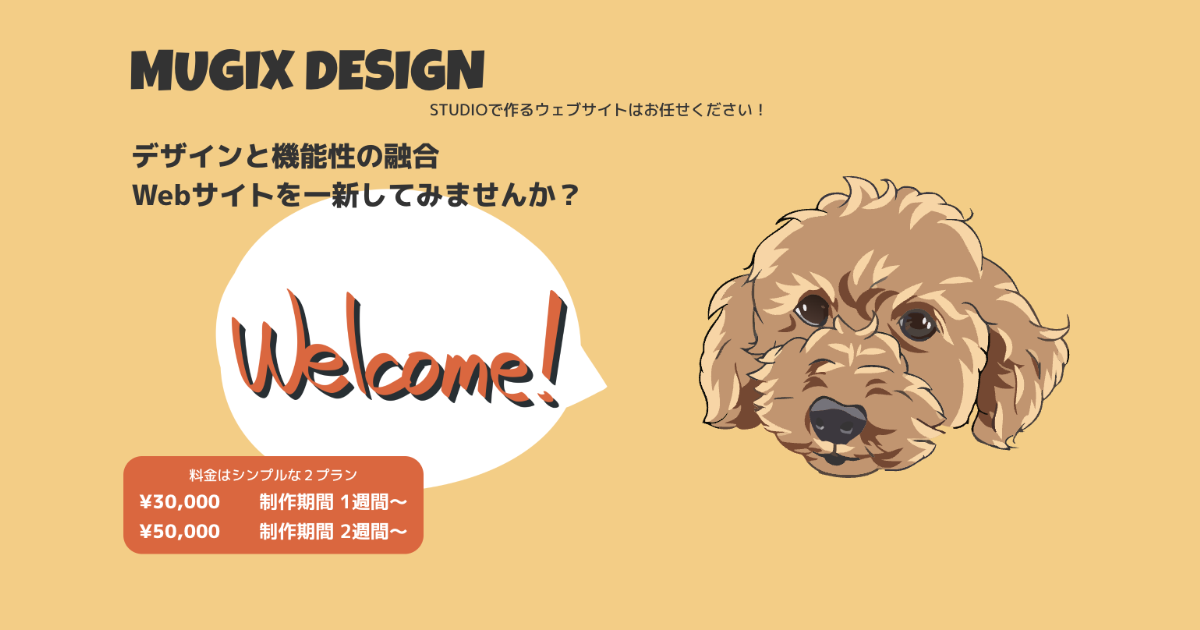 MUGIX DESIGN
STUDIOで作るウェブサイトはお任せください！
デザインと機能性の融合
Webサイトを一新してみませんか？
Welcome!
料金はシンプルな２プラン
¥30,000 制作期間 1週間〜
¥50,000 制作期間 2週間〜